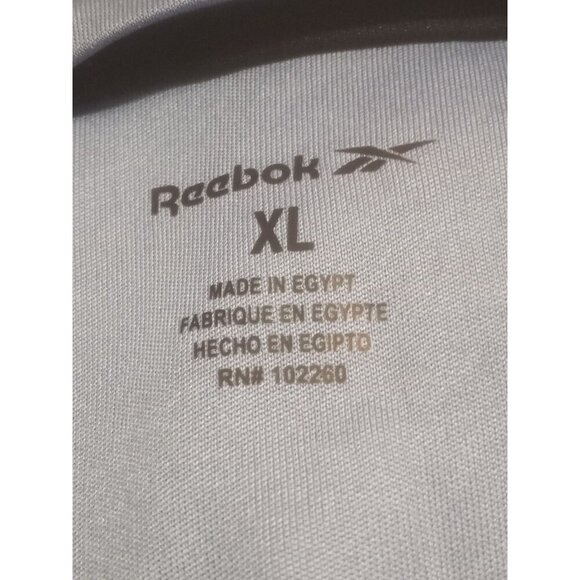 Reebok
XL
MADE IN EGYPT
FABRIQUE EN EGYPTE
HECHO EN EGIPTO
RN# 102260